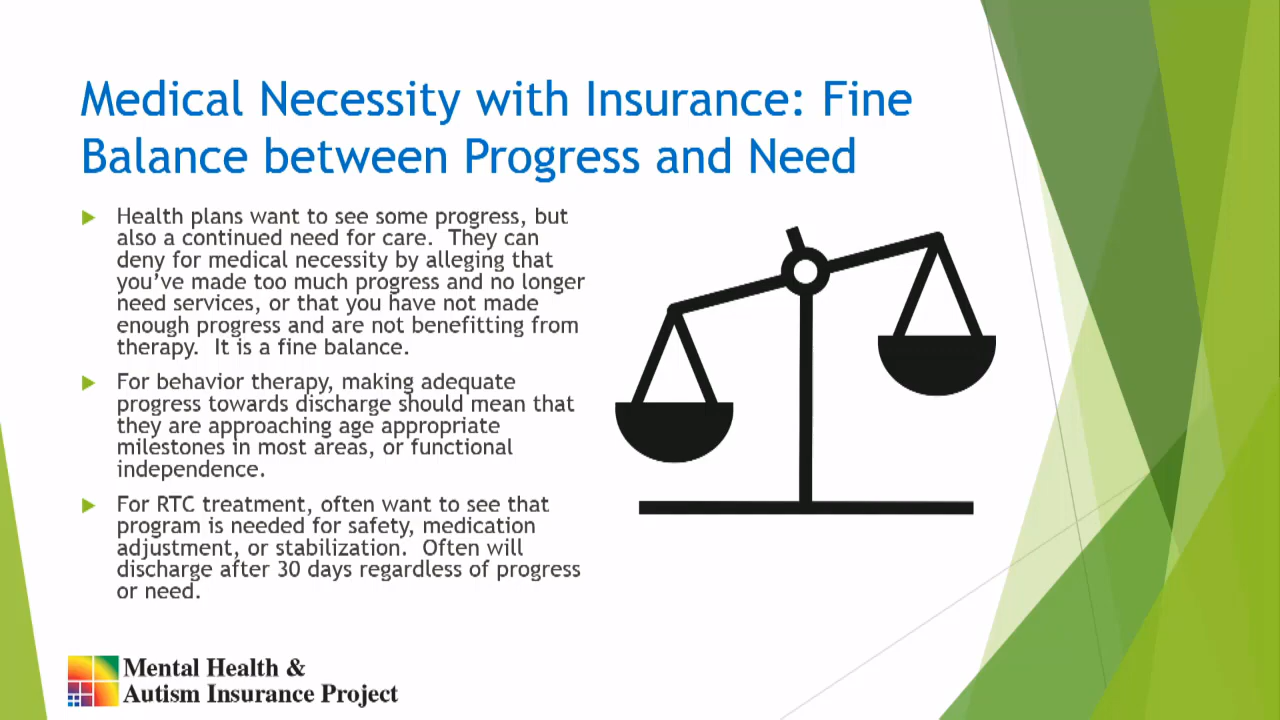 Medical Necessity with Insurance: Fine
Balance between Progress and Need
Health plans want to see some progress, but
also a continued need for care.  They can
deny for medical necessity by alleging that
you've made too much progress and no longer
need services, or that you have not made
enough progress and are not benefitting from
therapy.  It is a fine balance.
For behavior therapy, making adequate
progress towards discharge should mean that
they are approaching age appropriate
milestones in most areas, or functional
independence.
For RTC treatment, often want to see that
program is needed for safety, medication
adjustment, or stabilization.  Often will
discharge after 30 days regardless of progress
or need.
Mental Health &
Autism Insurance Project